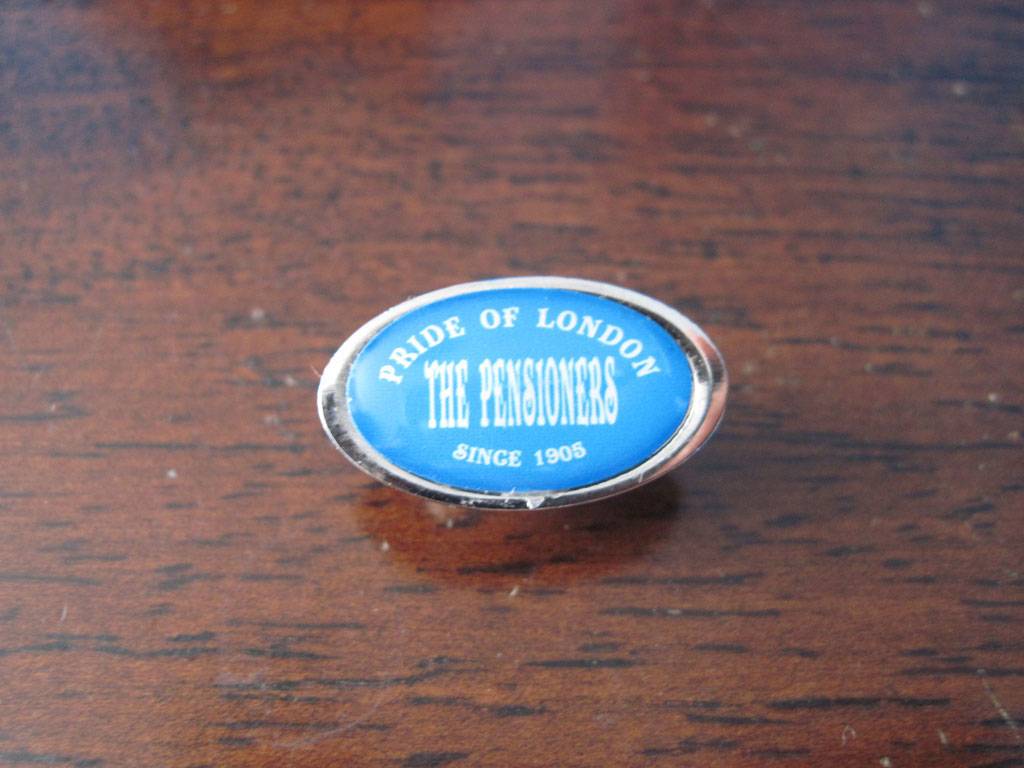 PRIDE OF LONDON
THE PENSIONERS
SINCE 1905